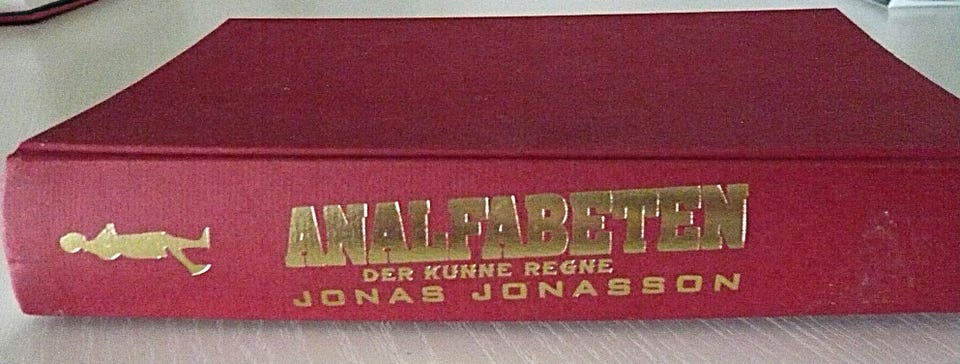 ANALFABETEN
DER KUNNE REGNE
JONAS JONASSON